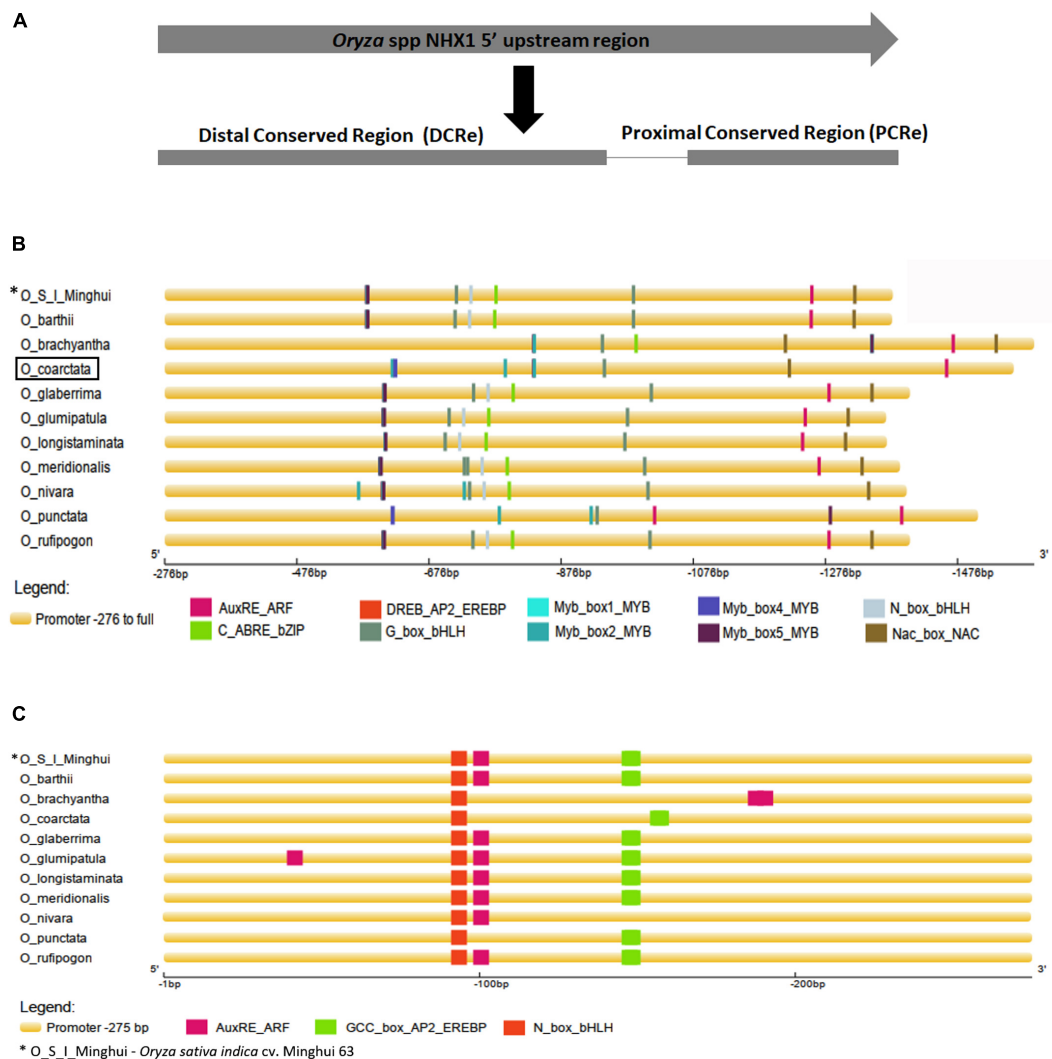 A
Oryza spp NHX1 5' upstream region
Distal Conserved Region (DCRe)
Proximal Conserved Region (PCRe)
B
* O_S_I_Minghui
O_barthii
O_brachyantha
O_coarctata
O_glaberrima
O_glumipatula
O_longistaminata
O_meridionalis
O_nivara
O_punctata
O_rufipogon
5' 3'
-276bp -476bp -676bp -876bp -1076bp -1276bp -1476bp
Legend:
Promoter -276 to full
AuxRE_ARF DREB_AP2_EREBP Myb_box1_MYB Myb_box4_MYB N_box_bHLH
C_ABRE_bZIP G_box_bHLH Myb_box2_MYB Myb_box5_MYB Nac_box_NAC
C
*O_S_I_Minghui
O_barthii
O_brachyantha
O_coarctata
O_glaberrima
O_glumipatula
O_longistaminata
O_meridionalis
O_nivara
O_punctata
O_rufipogon
5' 3'
-1bp -100bp -200bp
Legend:
Promoter -275 bp AuxRE_ARF GCC_box_AP2_EREBP N_box_bHLH
* O_S_I_Minghui - Oryza sativa indica cv. Minghui 63